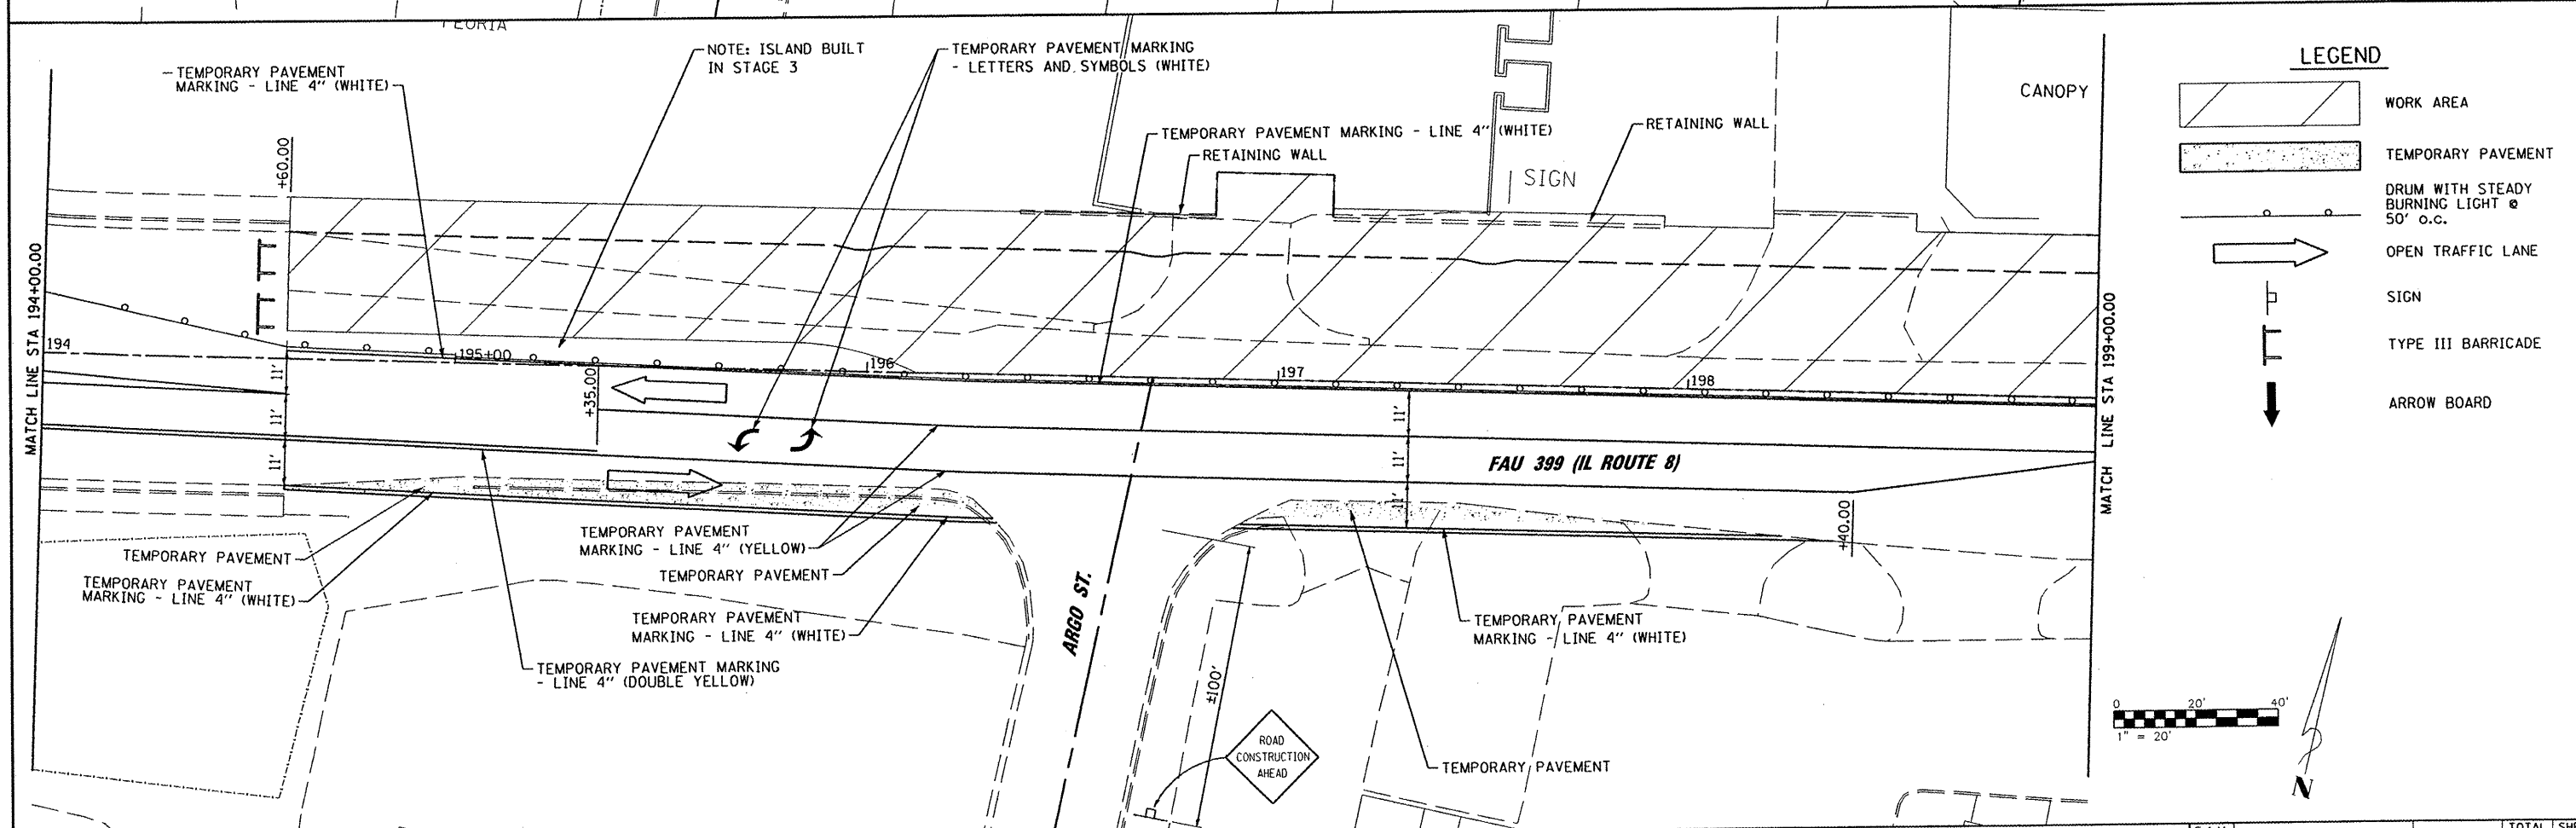 PEORIA
- TEMPORARY PAVEMENT
MARKING - LINE 4" (WHITE)
NOTE: ISLAND BUILT
IN STAGE 3
TEMPORARY PAVEMENT MARKING
- LETTERS AND SYMBOLS (WHITE)
TEMPORARY PAVEMENT MARKING - LINE 4" (WHITE)
RETAINING WALL
RETAINING WALL
SIGN
CANOPY
+60.00
MATCH LINE STA 194+00.00
194
195+00
196
197
198
+35.00
11'
11'
11'
11'
11'
11'
FAU 399 (IL ROUTE 8)
+40.00
MATCH LINE STA 199+00.00
TEMPORARY PAVEMENT
TEMPORARY PAVEMENT
MARKING - LINE 4" (WHITE)
TEMPORARY PAVEMENT
MARKING - LINE 4" (YELLOW)
TEMPORARY PAVEMENT
TEMPORARY PAVEMENT
MARKING - LINE 4" (WHITE)
TEMPORARY PAVEMENT MARKING
- LINE 4" (DOUBLE YELLOW)
ARGO ST.
±100'
ROAD
CONSTRUCTION
AHEAD
TEMPORARY PAVEMENT
MARKING - LINE 4" (WHITE)
TEMPORARY PAVEMENT
LEGEND
WORK AREA
TEMPORARY PAVEMENT
DRUM WITH STEADY
BURNING LIGHT @
50' o.c.
OPEN TRAFFIC LANE
SIGN
TYPE III BARRICADE
ARROW BOARD
0 20' 40'
1" = 20'
N
TOTAL